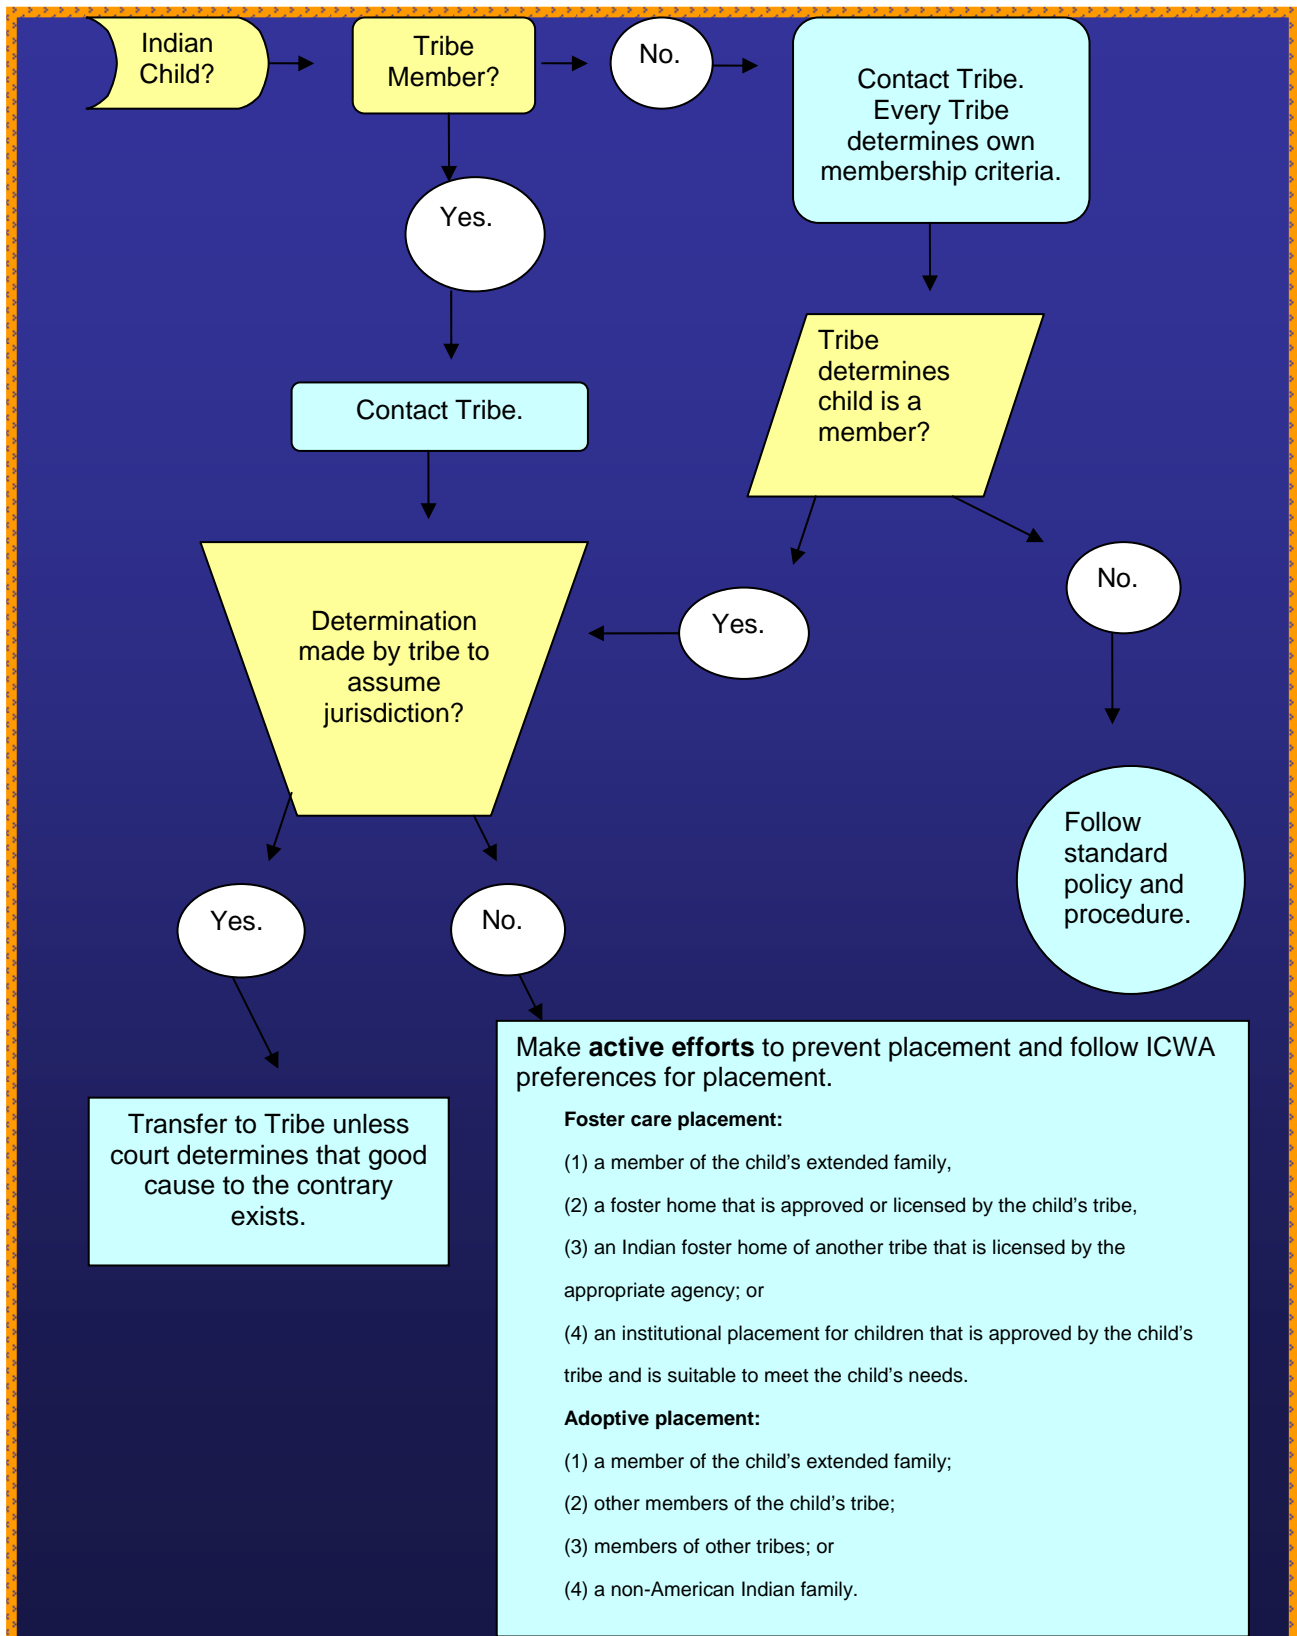 Indian
Child?
Tribe
Member?
No.
Contact Tribe.
Every Tribe
determines own
membership criteria.
Yes.
Tribe
determines
child is a
member?
Contact Tribe.
No.
Yes.
Determination
made by tribe to
assume
jurisdiction?
Follow
standard
policy and
procedure.
Yes.
No.
Make active efforts to prevent placement and follow ICWA
preferences for placement.
Foster care placement:
(1) a member of the child’s extended family,
(2) a foster home that is approved or licensed by the child’s tribe,
(3) an Indian foster home of another tribe that is licensed by the
appropriate agency; or
(4) an institutional placement for children that is approved by the child’s
tribe and is suitable to meet the child’s needs.
Adoptive placement:
(1) a member of the child’s extended family;
(2) other members of the child’s tribe;
(3) members of other tribes; or
(4) a non-American Indian family.
Transfer to Tribe unless
court determines that good
cause to the contrary
exists.